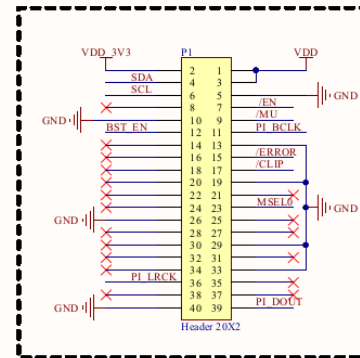 VDD_3V3 P1 VDD
2 1
SDA 4 3
SCL 6 5 GND
8 7 /EN
GND 10 9 /MU
BST_EN 12 11 PI_BCLK
14 13
16 15 /ERROR
18 17 /CLIP
20 19
22 21
24 23 MSEL0 GND
GND 26 25
28 27
30 29
32 31
34 33
PI_LRCK 36 35
38 37
GND 40 39 PI_DOUT
Header 20X2